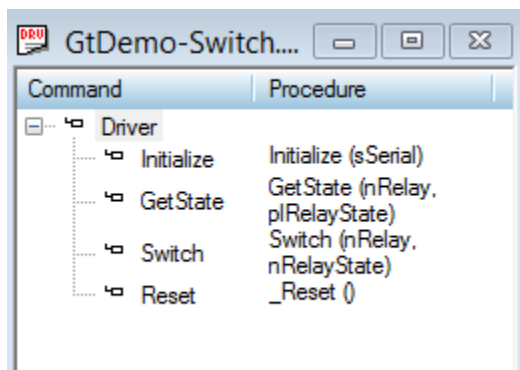 DRV GtDemo-Switch....
Command Procedure
Driver
Initialize Initialize (sSerial)
GetState GetState (nRelay,
plRelayState)
Switch Switch (nRelay,
nRelayState)
Reset _Reset ()